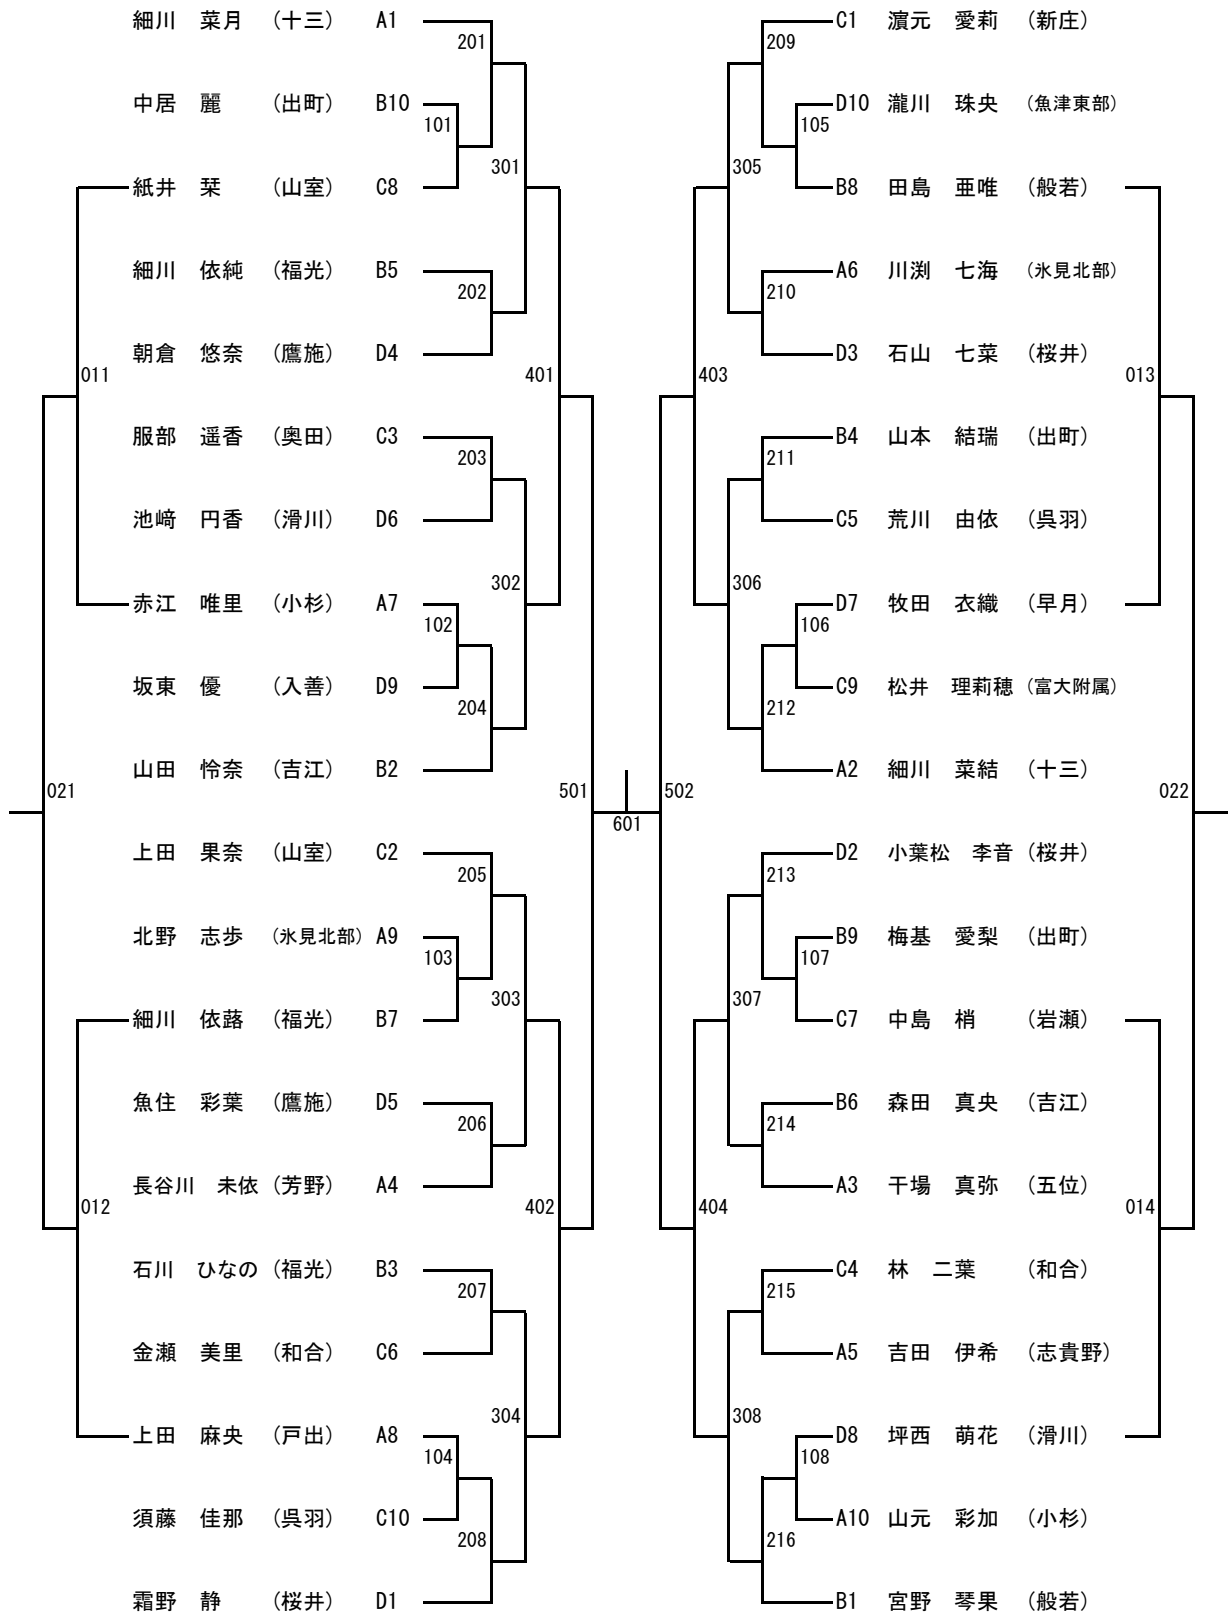 細川　菜月　（十三）　A1
201
中居　麗　（出町）　B10
101
紙井　栞　（山室）　C8
301
細川　依純　（福光）　B5
202
朝倉　悠奈　（鷹施）　D4
011
401
服部　遥香　（奥田）　C3
203
池﨑　円香　（滑川）　D6
302
赤江　唯里　（小杉）　A7
102
坂東　優　（入善）　D9
204
山田　怜奈　（吉江）　B2
021
501
上田　果奈　（山室）　C2
205
北野　志歩　（氷見北部）　A9
103
303
細川　依蕗　（福光）　B7
魚住　彩葉　（鷹施）　D5
206
長谷川　未依（芳野）　A4
012
402
石川　ひなの（福光）　B3
207
金瀬　美里　（和合）　C6
304
上田　麻央　（戸出）　A8
104
須藤　佳那　（呉羽）　C10
208
霜野　静　（桜井）　D1
601
C1　濵元　愛莉　（新庄）
209
D10　瀧川　珠央　（魚津東部）
105
305
B8　田島　亜唯　（般若）
A6　川渕　七海　（氷見北部）
210
D3　石山　七菜　（桜井）
403
013
B4　山本　結瑞　（出町）
211
C5　荒川　由依　（呉羽）
306
D7　牧田　衣織　（早月）
106
C9　松井　理莉穂（富大附属）
212
A2　細川　菜結　（十三）
502
022
D2　小葉松　李音（桜井）
213
B9　梅基　愛梨　（出町）
107
307
C7　中島　梢　（岩瀬）
B6　森田　真央　（吉江）
214
A3　干場　真弥　（五位）
404
014
C4　林　二葉　（和合）
215
A5　吉田　伊希　（志貴野）
308
D8　坪西　萌花　（滑川）
108
A10　山元　彩加　（小杉）
216
B1　宮野　琴果　（般若）